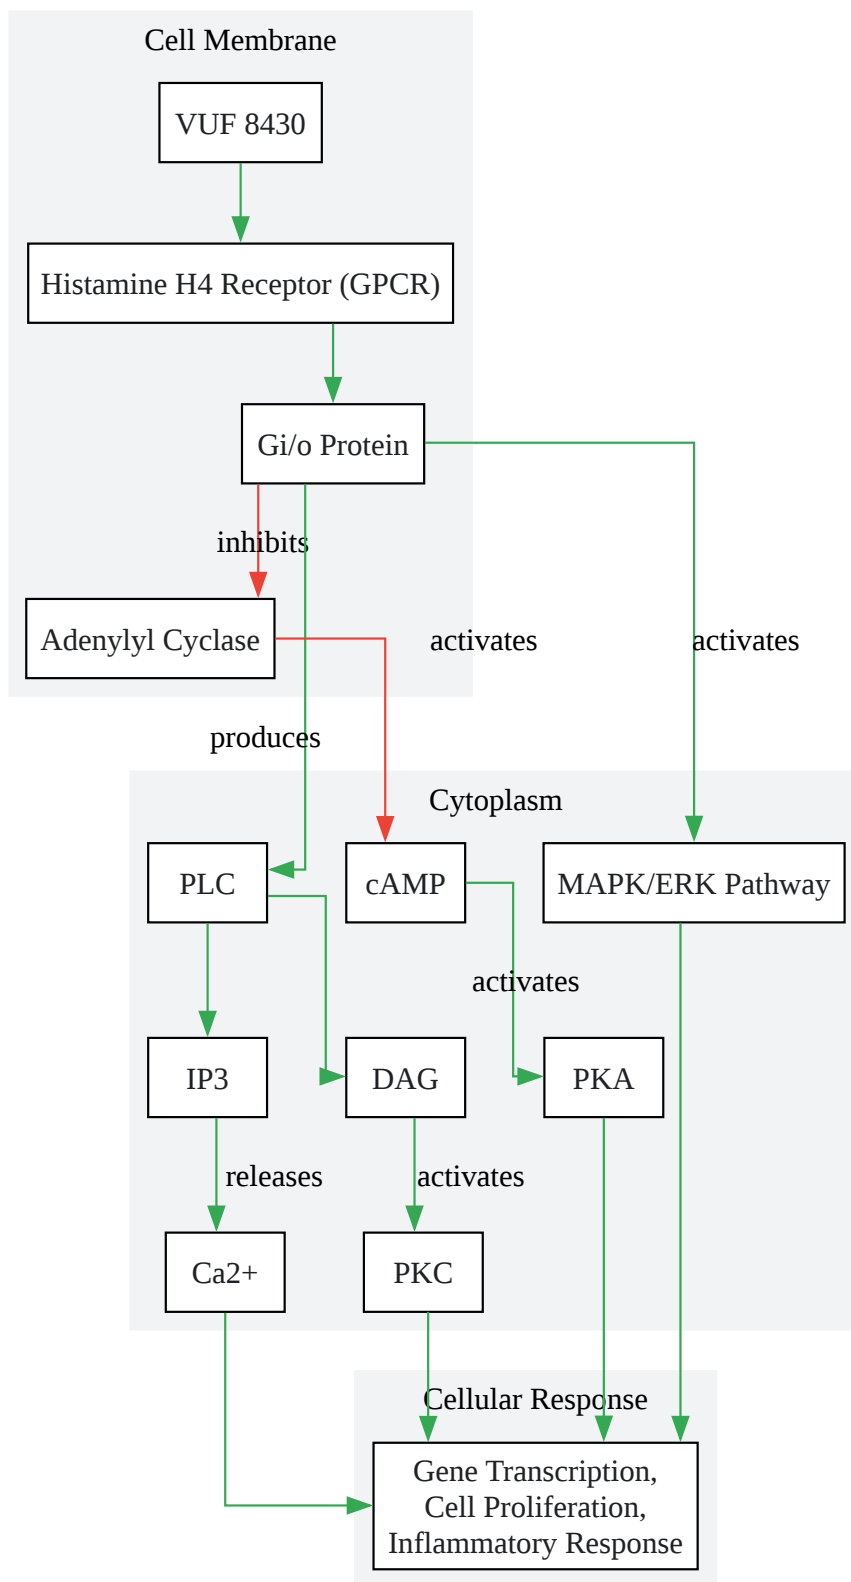 Cell Membrane
VUF 8430
Histamine H4 Receptor (GPCR)
Gi/o Protein
inhibits
Adenylyl Cyclase
activates
activates
produces
Cytoplasm
PLC
cAMP
MAPK/ERK Pathway
activates
IP3
DAG
PKA
releases
activates
Ca2+
PKC
Cellular Response
Gene Transcription,
Cell Proliferation,
Inflammatory Response